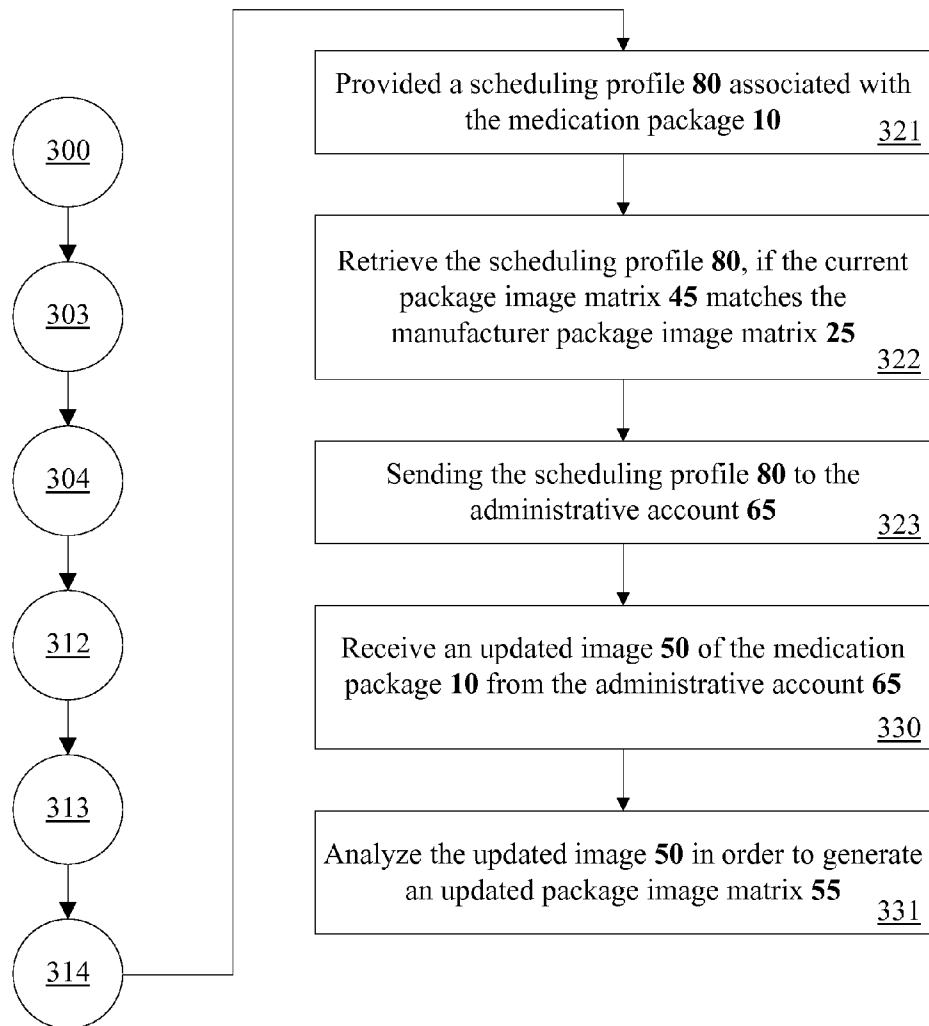 300
303
304
312
313
314
Provided a scheduling profile 80 associated with
the medication package 10
321
Retrieve the scheduling profile 80, if the current
package image matrix 45 matches the
manufacturer package image matrix 25
322
Sending the scheduling profile 80 to the
administrative account 65
323
Receive an updated image 50 of the medication
package 10 from the administrative account 65
330
Analyze the updated image 50 in order to generate
an updated package image matrix 55
331